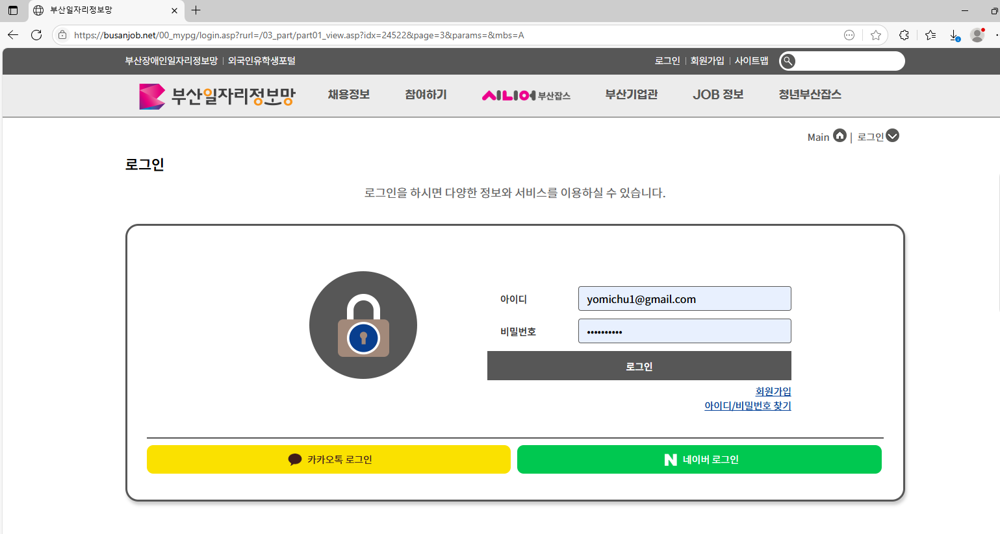 부산일자리정보망
https://busanjob.net/00_mypg/login.asp?rurl=/03_part/part01_view.asp?idx=24522&page=3&params=&mbs=A
부산장애인일자리정보망 | 외국인유학생포털 로그인 | 회원가입 | 사이트맵
부산일자리정보망 채용정보 참여하기 시니어 부산잡스 부산기업관 JOB 정보 청년부산잡스
Main | 로그인
로그인
로그인을 하시면 다양한 정보와 서비스를 이용하실 수 있습니다.
아이디 yomichu1@gmail.com
비밀번호 ••••••••••
로그인
회원가입
아이디/비밀번호 찾기
카카오톡 로그인 N 네이버 로그인